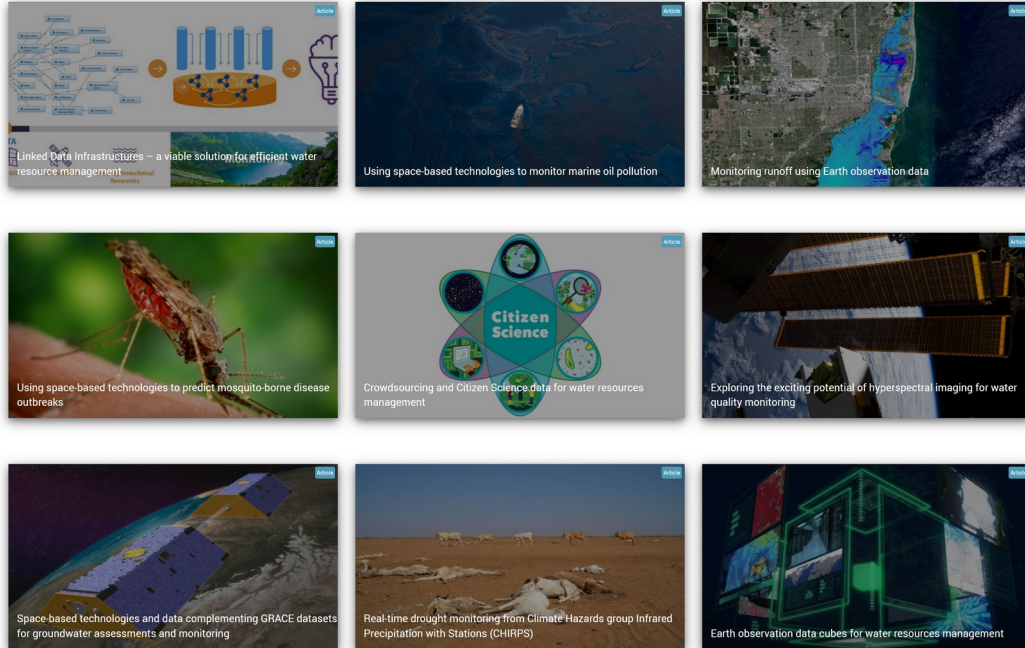 Article
Linked Data Infrastructures – a viable solution for efficient water
resource management
Article
Using space-based technologies to monitor marine oil pollution
Article
Monitoring runoff using Earth observation data
Article
Using space-based technologies to predict mosquito-borne disease
outbreaks
Article
Citizen
Science
Crowdsourcing and Citizen Science data for water resources
management
Article
Exploring the exciting potential of hyperspectral imaging for water
quality monitoring
Article
Space-based technologies and data complementing GRACE datasets
for groundwater assessments and monitoring
Article
Real-time drought monitoring from Climate Hazards group Infrared
Precipitation with Stations (CHIRPS)
Article
Earth observation data cubes for water resources management